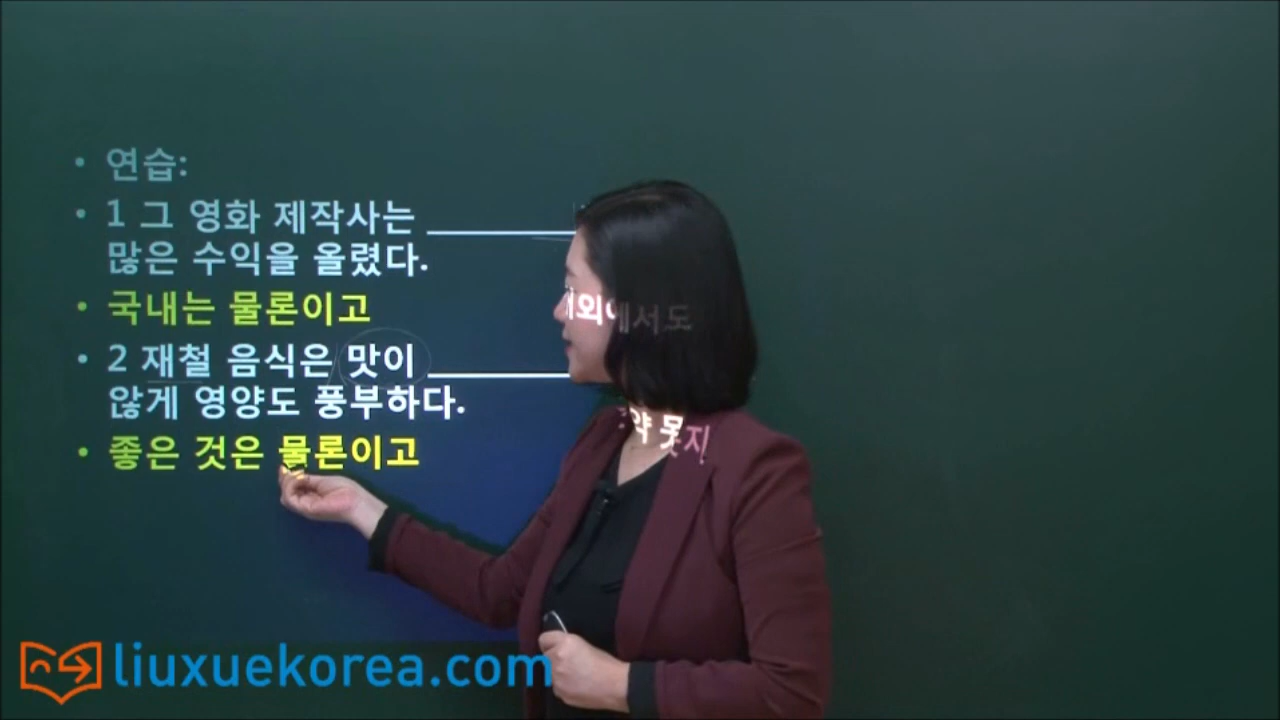 연습:
1 그 영화 제작사는
많은 수익을 올렸다.
국내는 물론이고
에서도
2 재철 음식은 맛이
않게 영양도 풍부하다.
약 못지
좋은 것은 물론이고
liuxuekorea.com